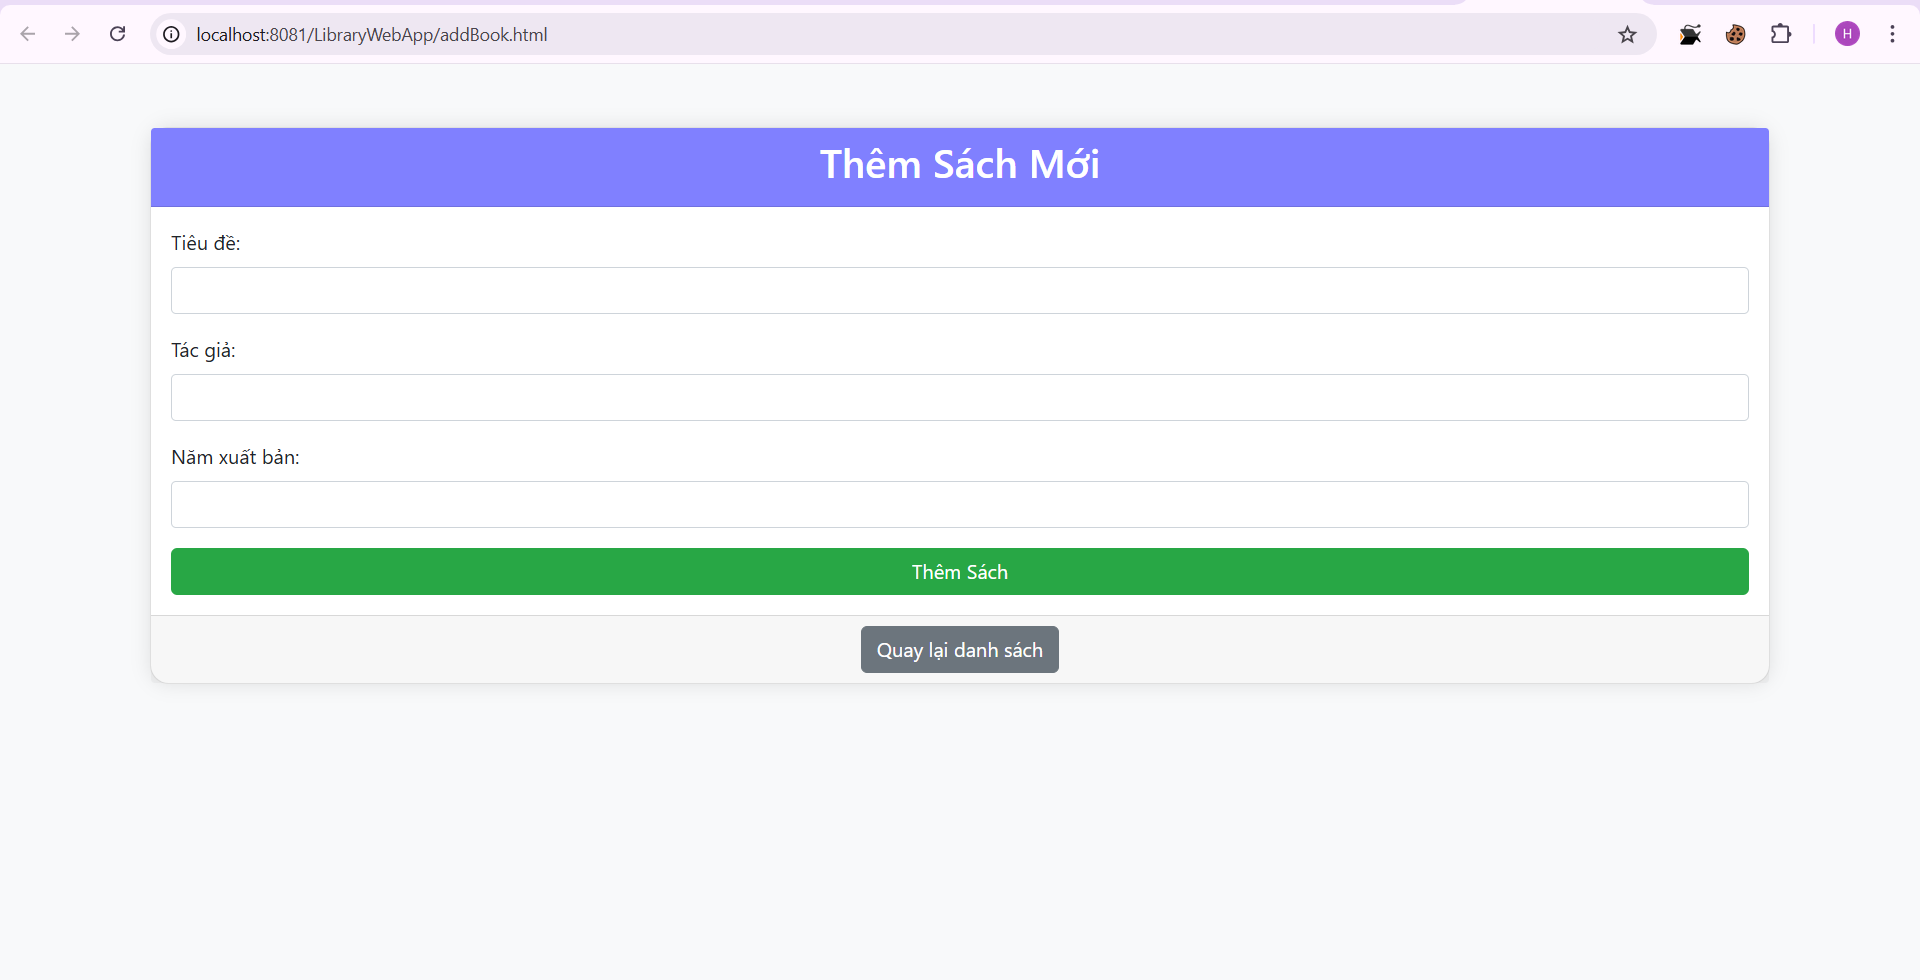 localhost:8081/LibraryWebApp/addBook.html
H
Thêm Sách Mới
Tiêu đề:
Tác giả:
Năm xuất bản:
Thêm Sách
Quay lại danh sách